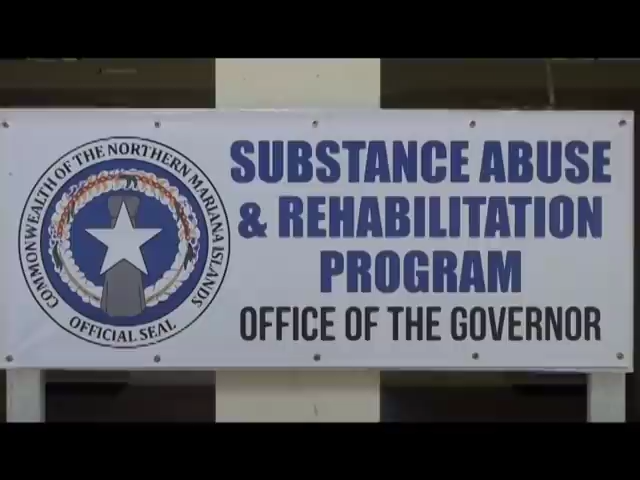 COMMONWEALTH OF THE NORTHERN MARIANA ISLANDS
OFFICIAL SEAL
SUBSTANCE ABUSE
& REHABILITATION
PROGRAM
OFFICE OF THE GOVERNOR